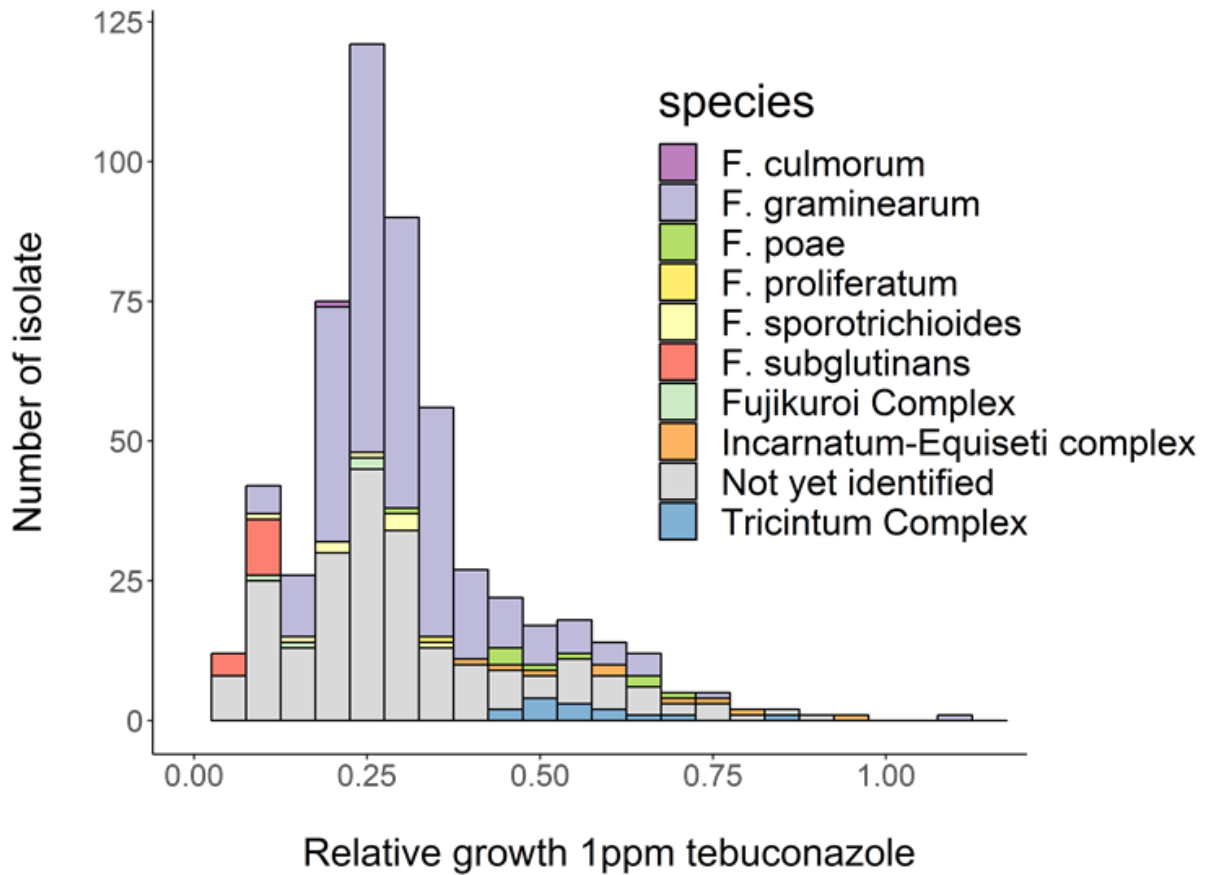 125
100
75
50
25
0
Number of isolate
species
F. culmorum
F. graminearum
F. poae
F. proliferatum
F. sporotrichioides
F. subglutinans
Fujikuroi Complex
Incarnatum-Equiseti complex
Not yet identified
Tricintum Complex
0.00 0.25 0.50 0.75 1.00
Relative growth 1ppm tebuconazole